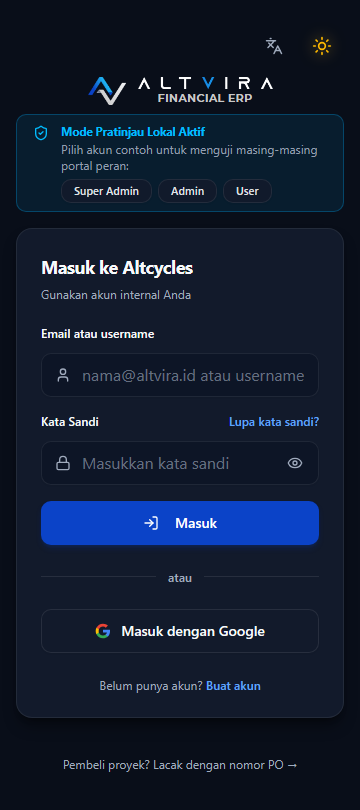 ALTVIRA
FINANCIAL ERP
Mode Pratinjau Lokal Aktif
Pilih akun contoh untuk menguji masing-masing
portal peran:
Super Admin Admin User
Masuk ke Altcycles
Gunakan akun internal Anda
Email atau username
nama@altvira.id atau username
Kata Sandi Lupa kata sandi?
Masukkan kata sandi
Masuk
atau
Masuk dengan Google
Belum punya akun? Buat akun
Pembeli proyek? Lacak dengan nomor PO →